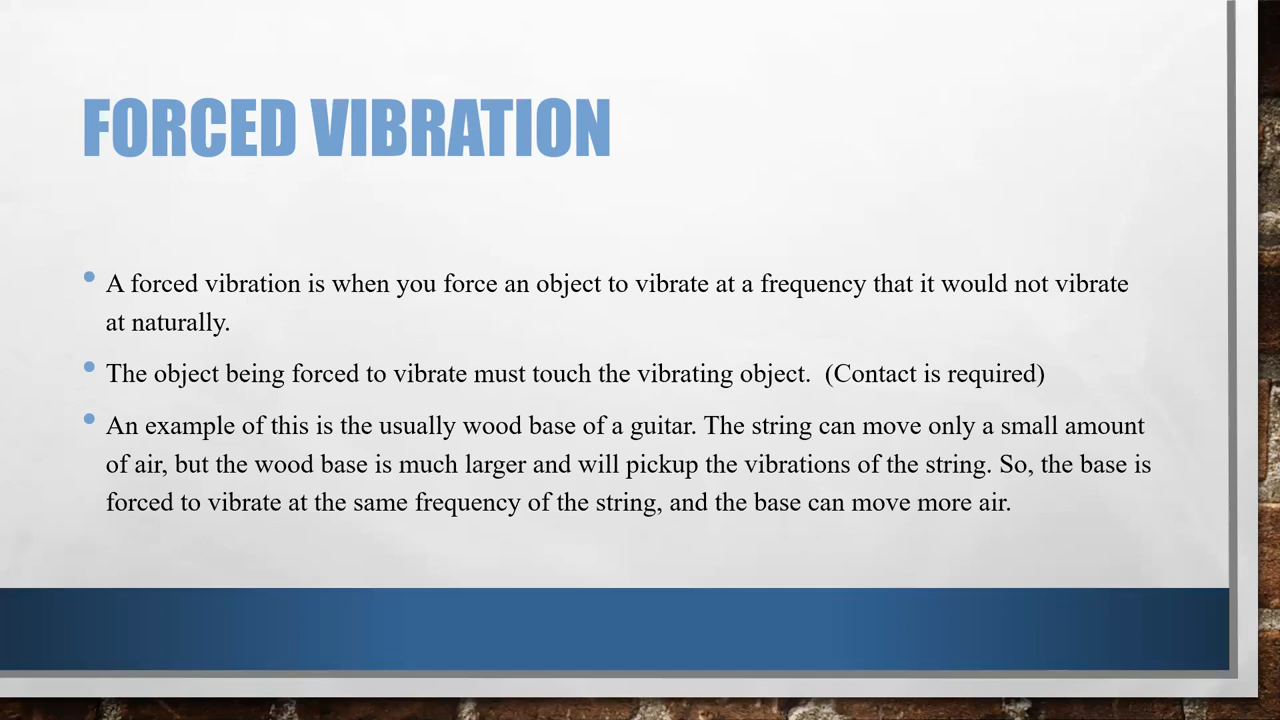 FORCED VIBRATION
• A forced vibration is when you force an object to vibrate at a frequency that it would not vibrate
at naturally.
• The object being forced to vibrate must touch the vibrating object.  (Contact is required)
• An example of this is the usually wood base of a guitar. The string can move only a small amount
of air, but the wood base is much larger and will pickup the vibrations of the string. So, the base is
forced to vibrate at the same frequency of the string, and the base can move more air.